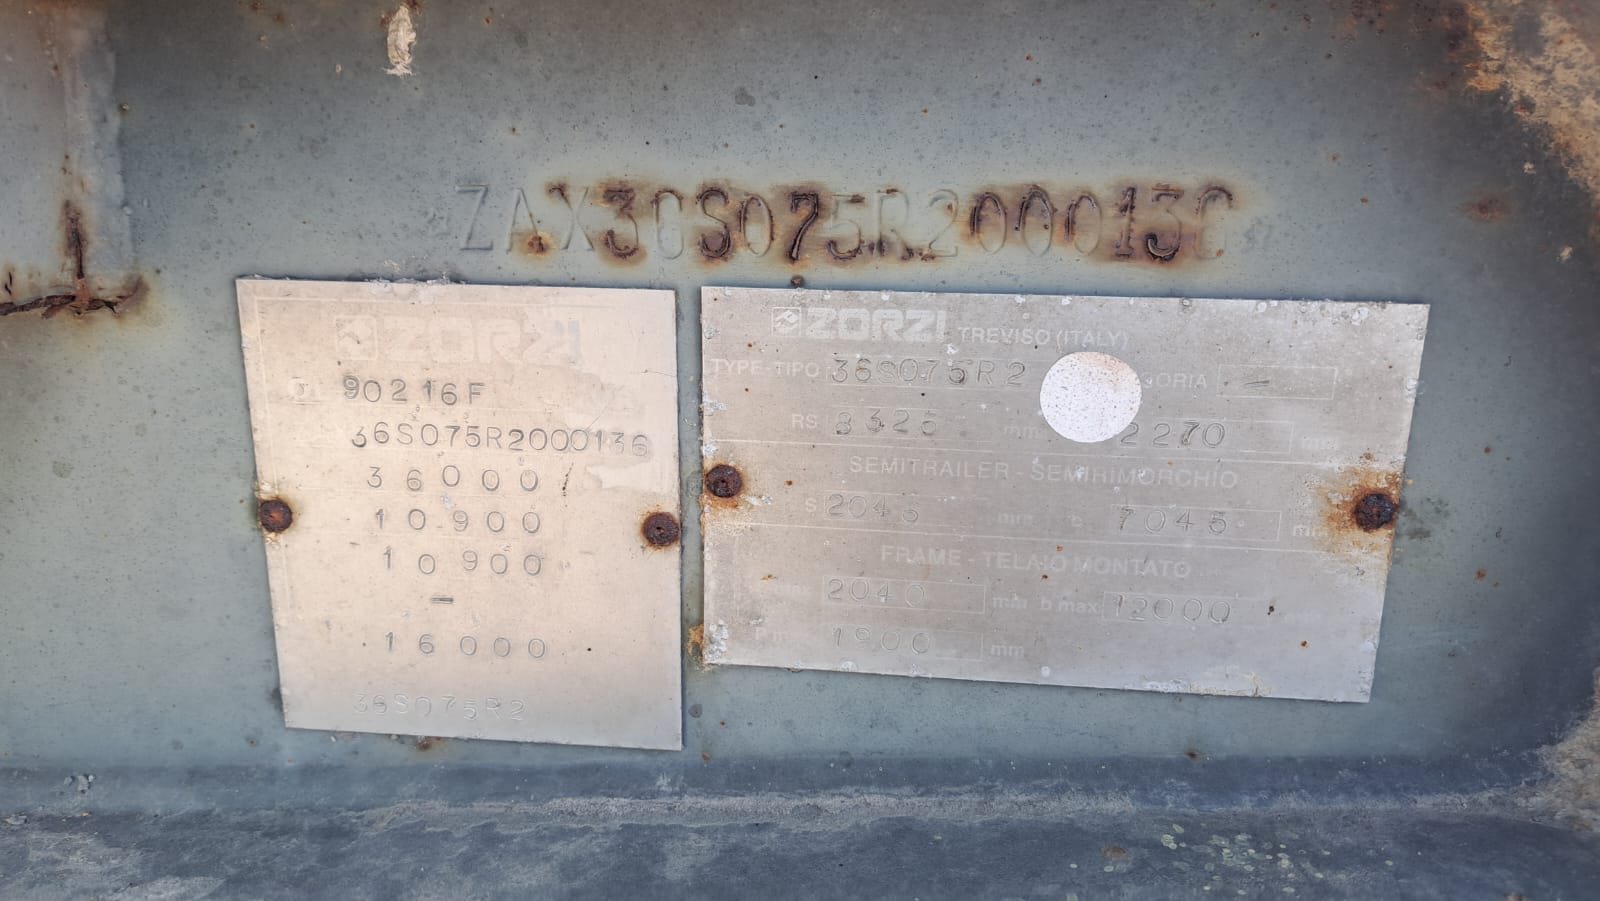 ZAX36S075R2000136
ZORZI
90216F
36S075R2000136
36000
10900
10900
-
16000
36S075R2
ZORZI TREVISO (ITALY)
TYPE-TIPO 36S075R2 ORIA -
RS 8325 mm 2270 mm
SEMITRAILER - SEMIRIMORCHIO
S 2045 mm 7045 mm
FRAME - TELAIO MONTATO
2040 mm b max 12000
1900 mm